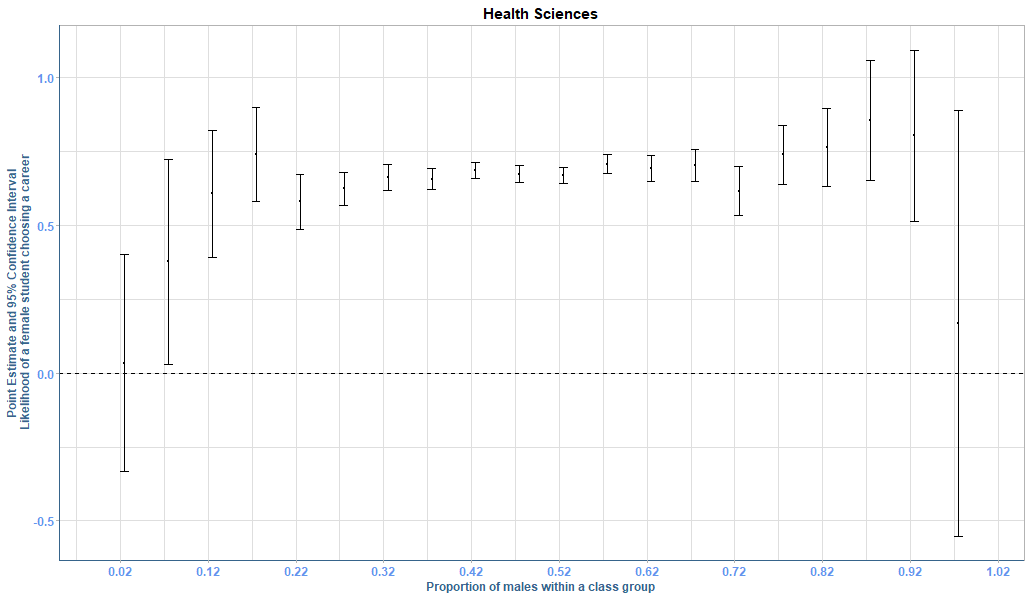 Health Sciences
Point Estimate and 95% Confidence Interval
Likelihood of a female student choosing a career
1.0
0.5
0.0
-0.5
0.02 0.12 0.22 0.32 0.42 0.52 0.62 0.72 0.82 0.92 1.02
Proportion of males within a class group